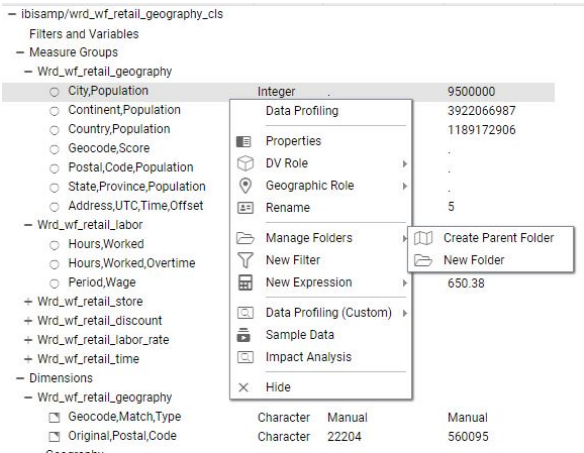 ibisamp/wrd_wf_retail_geography_cls
Filters and Variables
Measure Groups
Wrd_wf_retail_geography
City,Population Integer . 9500000
Continent,Population 3922066987
Country,Population 1189172906
Geocode,Score .
Postal,Code,Population .
State,Province,Population .
Address,UTC,Time,Offset 5
Wrd_wf_retail_labor
Hours,Worked
Hours,Worked,Overtime
Period,Wage 650.38
Wrd_wf_retail_store
Wrd_wf_retail_discount
Wrd_wf_retail_labor_rate
Wrd_wf_retail_time
Dimensions
Wrd_wf_retail_geography
Geocode,Match,Type Character Manual Manual
Original,Postal,Code Character 22204 560095
Data Profiling
Properties
DV Role
Geographic Role
Rename
Manage Folders
New Filter
New Expression
Data Profiling (Custom)
Sample Data
Impact Analysis
Hide
Create Parent Folder
New Folder